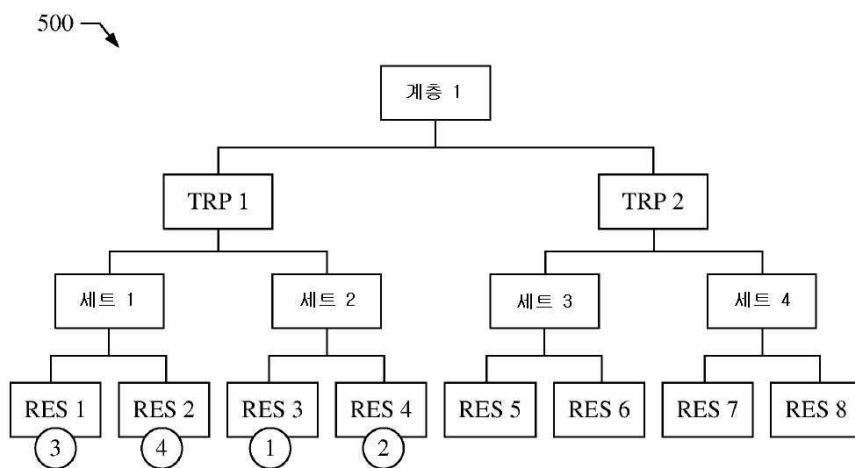 500
계층 1
TRP 1 TRP 2
세트 1 세트 2 세트 3 세트 4
RES 1 RES 2 RES 3 RES 4 RES 5 RES 6 RES 7 RES 8
3 4 1 2